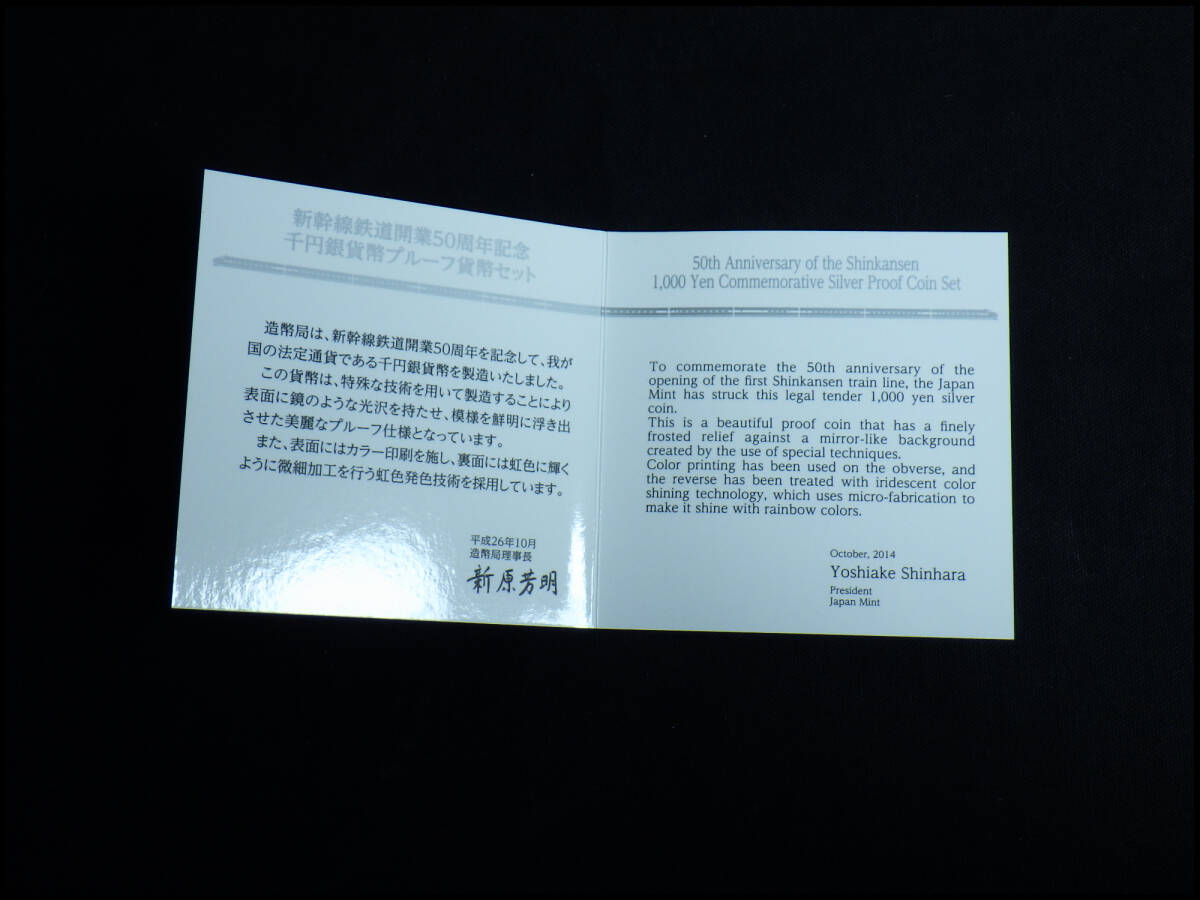 新幹線鉄道開業50周年記念
千円銀貨幣プルーフ貨幣セット
造幣局は、新幹線鉄道開業50周年を記念して、我が
国の法定通貨である千円銀貨幣を製造いたしました。
この貨幣は、特殊な技術を用いて製造することにより
表面に鏡のような光沢を持たせ、模様を鮮明に浮き出
させた美麗なプルーフ仕様となっています。
また、表面にはカラー印刷を施し、裏面には虹色に輝く
ように微細加工を行う虹色発色技術を採用しています。
平成26年10月
造幣局理事長
新原芳明
50th Anniversary of the Shinkansen
1,000 Yen Commemorative Silver Proof Coin Set
To commemorate the 50th anniversary of the
opening of the first Shinkansen train line, the Japan
Mint has struck this legal tender 1,000 yen silver
coin.
This is a beautiful proof coin that has a finely
frosted relief against a mirror-like background
created by the use of special techniques.
Color printing has been used on the obverse, and
the reverse has been treated with iridescent color
shining technology, which uses micro-fabrication to
make it shine with rainbow colors.
October, 2014
Yoshiake Shinhara
President
Japan Mint